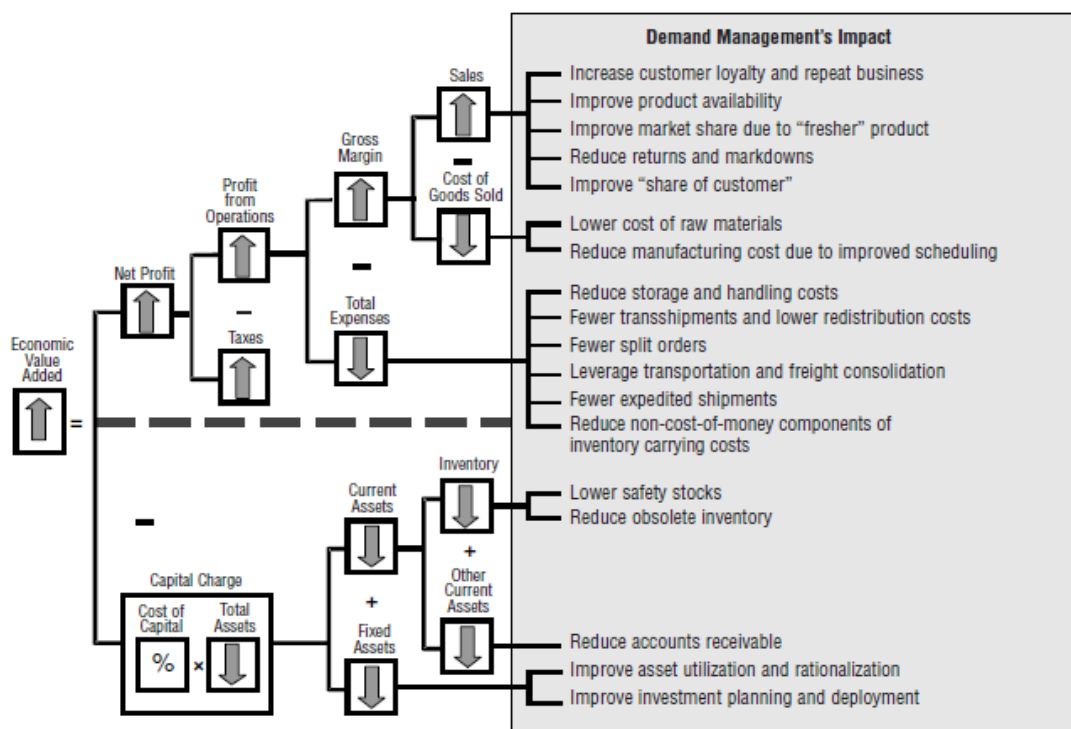 Demand Management's Impact
Sales
Increase customer loyalty and repeat business
Improve product availability
Improve market share due to “fresher” product
Reduce returns and markdowns
Improve “share of customer”
Gross
Margin
–
Cost of
Goods Sold
Profit
from
Operations
Lower cost of raw materials
Reduce manufacturing cost due to improved scheduling
–
Net Profit
–
Total
Expenses
Taxes
Reduce storage and handling costs
Fewer transshipments and lower redistribution costs
Fewer split orders
Leverage transportation and freight consolidation
Fewer expedited shipments
Reduce non-cost-of-money components of
inventory carrying costs
Economic
Value
Added
=
–
Inventory
Current
Assets
Lower safety stocks
Reduce obsolete inventory
+
Other
Current
Assets
Capital Charge
Cost of
Capital
%
×
Total
Assets
+
Fixed
Assets
Reduce accounts receivable
Improve asset utilization and rationalization
Improve investment planning and deployment